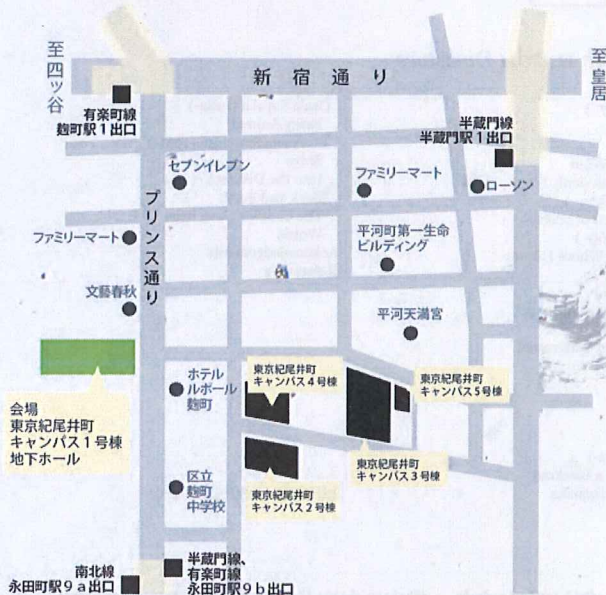 至四ッ谷
新宿通り
至皇居
有楽町線
麹町駅1出口
半蔵門線
半蔵門駅1出口
セブンイレブン
ファミリーマート
ローソン
プリンス通り
ファミリーマート
平河町第一生命
ビルディング
文藝春秋
平河天満宮
会場
東京紀尾井町
キャンパス1号棟
地下ホール
ホテル
ルポール
麹町
東京紀尾井町
キャンパス4号棟
東京紀尾井町
キャンパス5号棟
東京紀尾井町
キャンパス3号棟
区立
麹町
中学校
東京紀尾井町
キャンパス2号棟
南北線
永田町駅9a出口
半蔵門線、
有楽町線
永田町駅9b出口